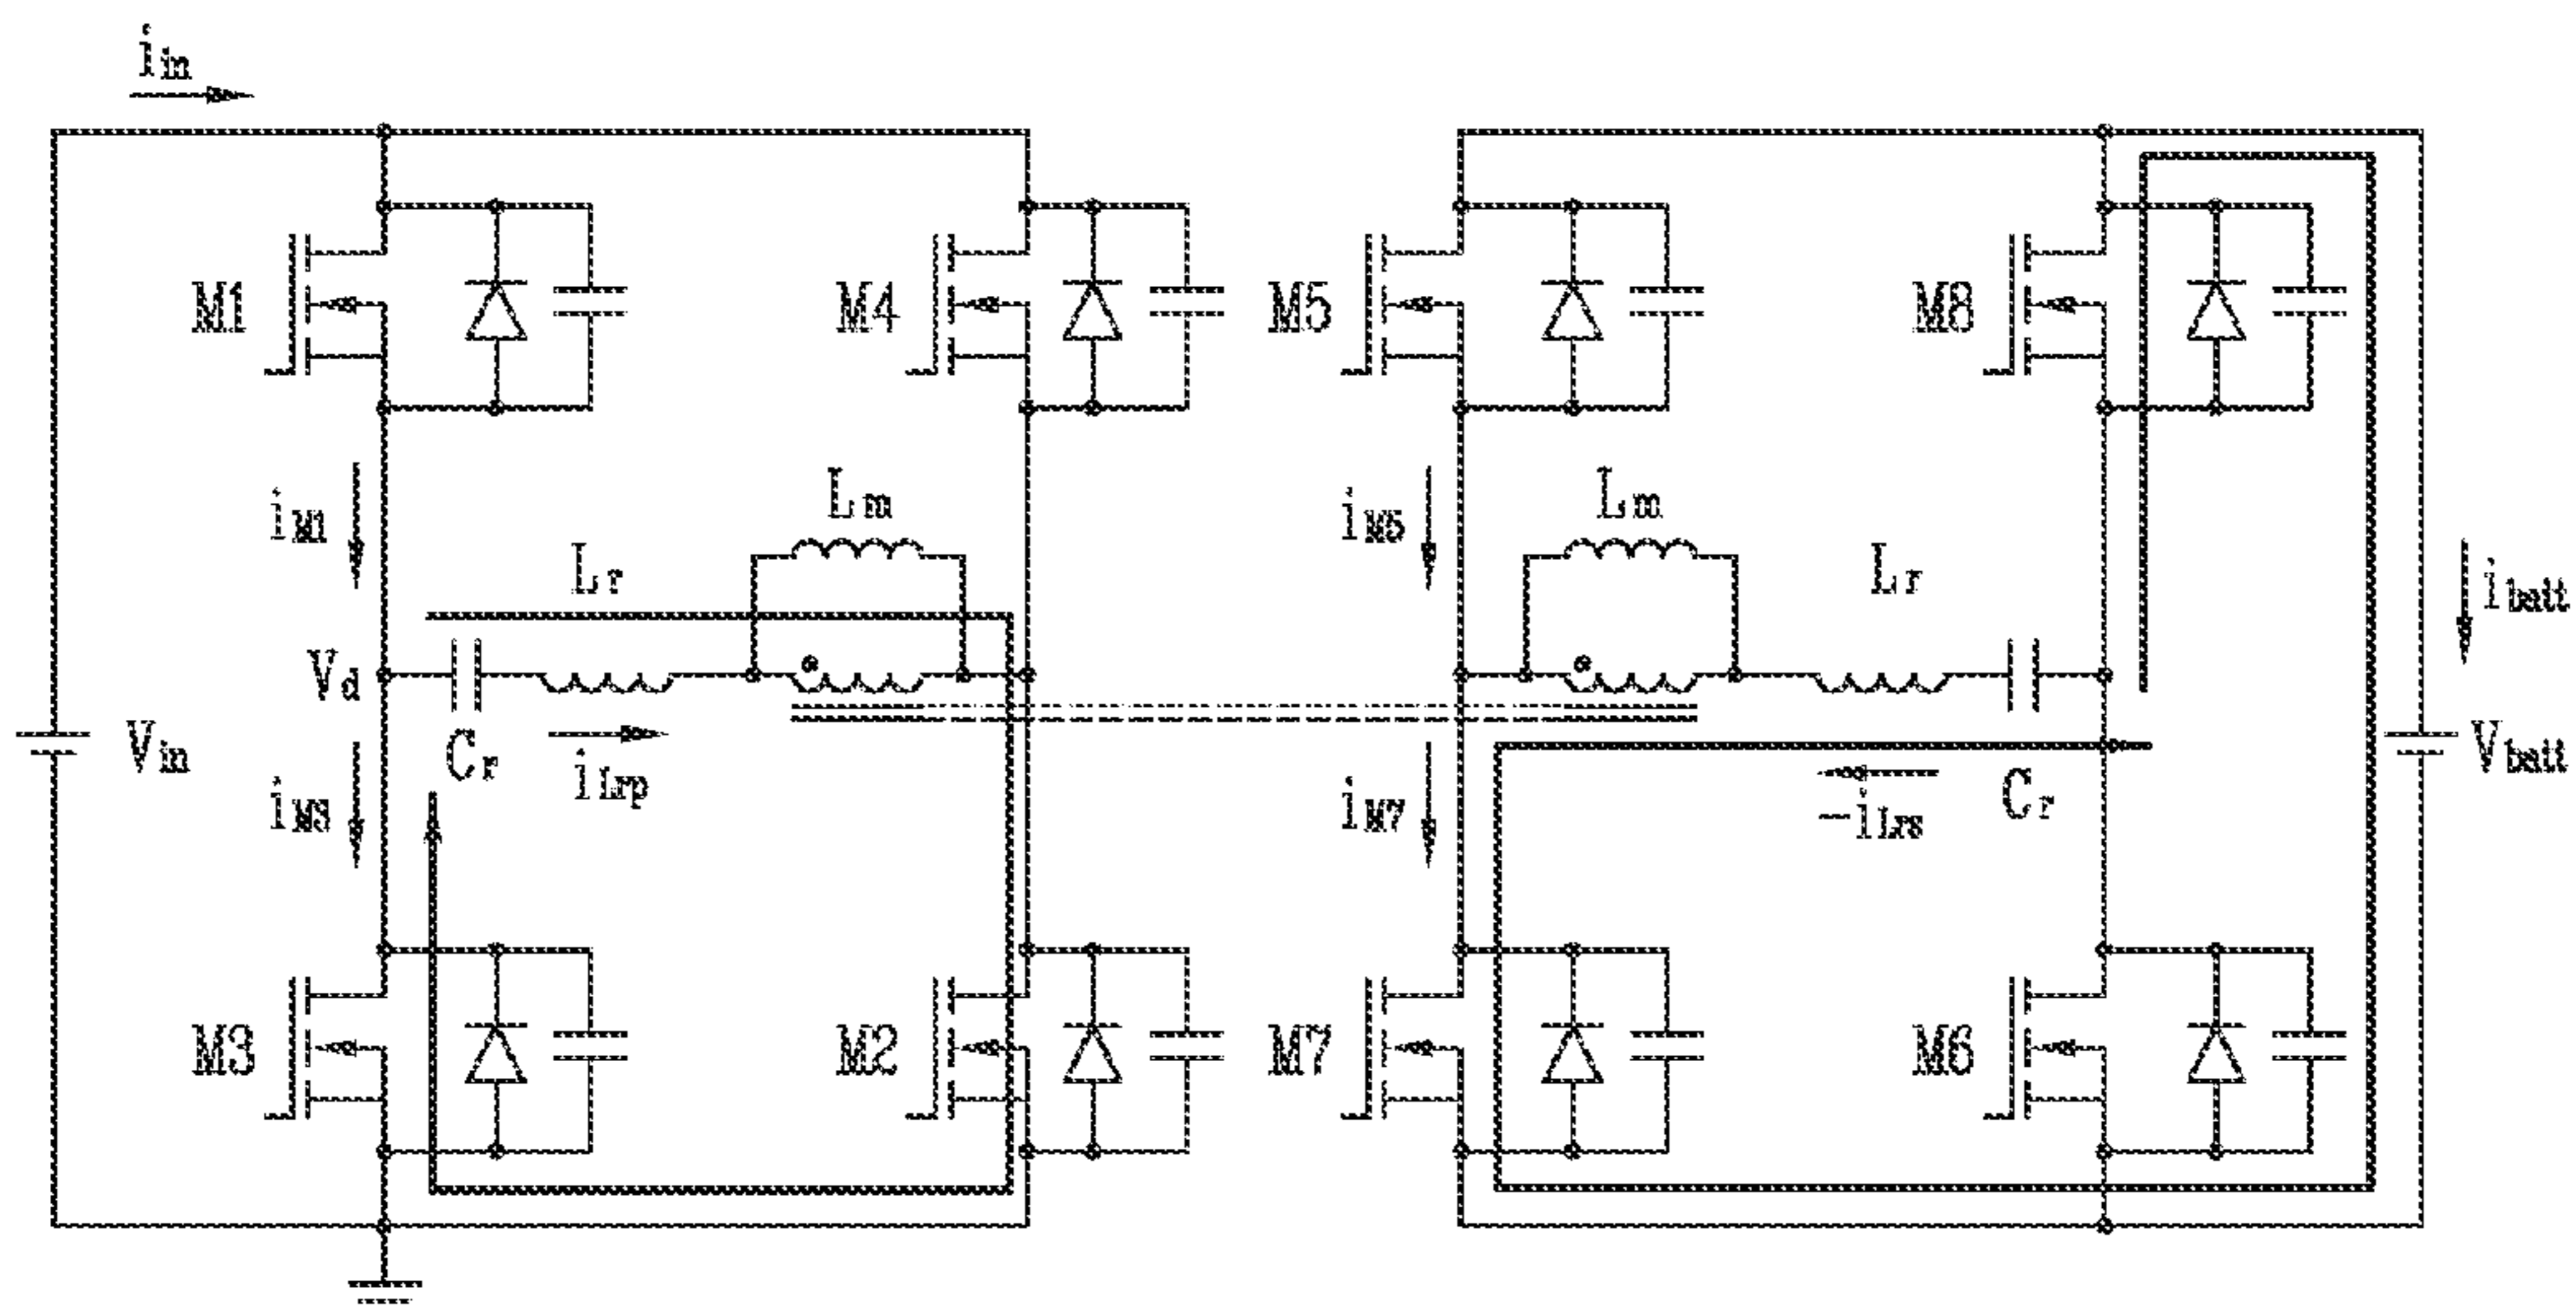 iin
M1
M4
M5
M8
iM1
Lr
Lm
iM5
Lm
Lr
ibatt
Vd
Vin
Cr
iLrp
iM3
iM7
-iLrs
Cr
Vbatt
M3
M2
M7
M6